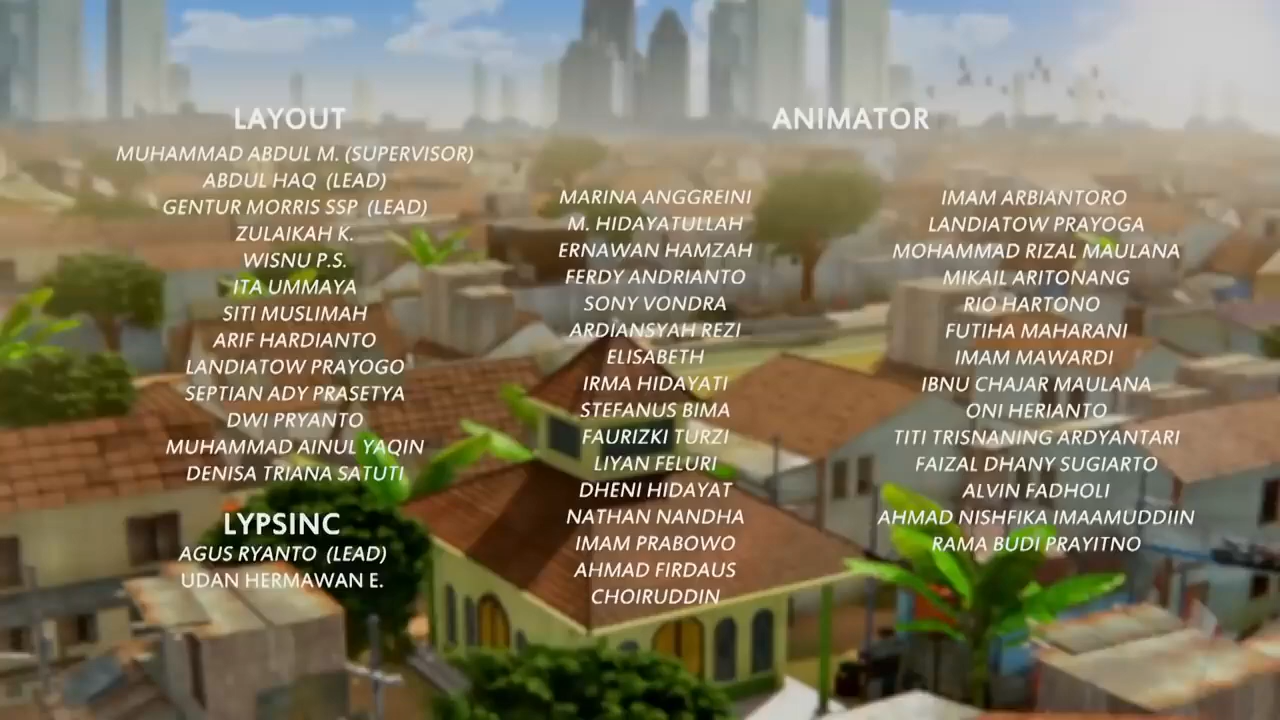 LAYOUT
MUHAMMAD ABDUL M. (SUPERVISOR)
ABDUL HAQ (LEAD)
GENTUR MORRIS SSP (LEAD)
ZULAIKAH K.
WISNU P.S.
ITA UMMAYA
SITI MUSLIMAH
ARIF HARDIANTO
LANDIATOW PRAYOGO
SEPTIAN ADY PRASETYA
DWI PRYANTO
MUHAMMAD AINUL YAQIN
DENISA TRIANA SATUTI
LYPSINC
AGUS RYANTO (LEAD)
UDAN HERMAWAN E.
ANIMATOR
MARINA ANGGREINI
M. HIDAYATULLAH
ERNAWAN HAMZAH
FERDY ANDRIANTO
SONY VONDRA
ARDIANSYAH REZI
ELISABETH
IRMA HIDAYATI
STEFANUS BIMA
FAURIZKI TURZI
LIYAN FELURI
DHENI HIDAYAT
NATHAN NANDHA
IMAM PRABOWO
AHMAD FIRDAUS
CHOIRUDDIN
IMAM ARBIANTORO
LANDIATOW PRAYOGA
MOHAMMAD RIZAL MAULANA
MIKAIL ARITONANG
RIO HARTONO
FUTIHA MAHARANI
IMAM MAWARDI
IBNU CHAJAR MAULANA
ONI HERIANTO
TITI TRISNANING ARDYANTARI
FAIZAL DHANY SUGIARTO
ALVIN FADHOLI
AHMAD NISHFIKA IMAAMUDDIIN
RAMA BUDI PRAYITNO